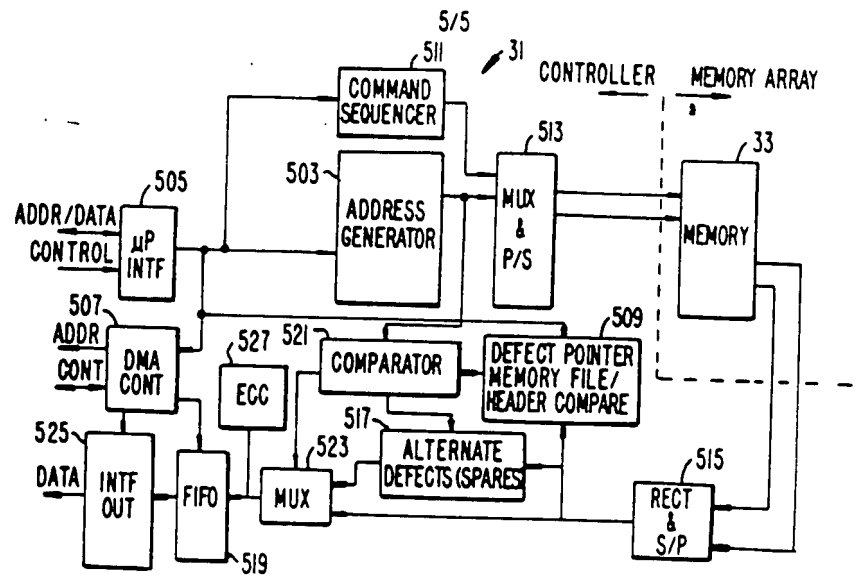 5/5
511
31
COMMAND
SEQUENCER
CONTROLLER
MEMORY ARRAY
513
33
505
503
ADDR/DATA
CONTROL
μP
INTF
ADDRESS
GENERATOR
MUX
&
P/S
MEMORY
507
ADDR
CONT
DMA
CONT
527
ECC
521
COMPARATOR
509
DEFECT POINTER
MEMORY FILE/
HEADER COMPARE
517
525
523
ALTERNATE
DEFECTS (SPARES)
515
DATA
INTF
OUT
FIFO
MUX
RECT
&
S/P
519